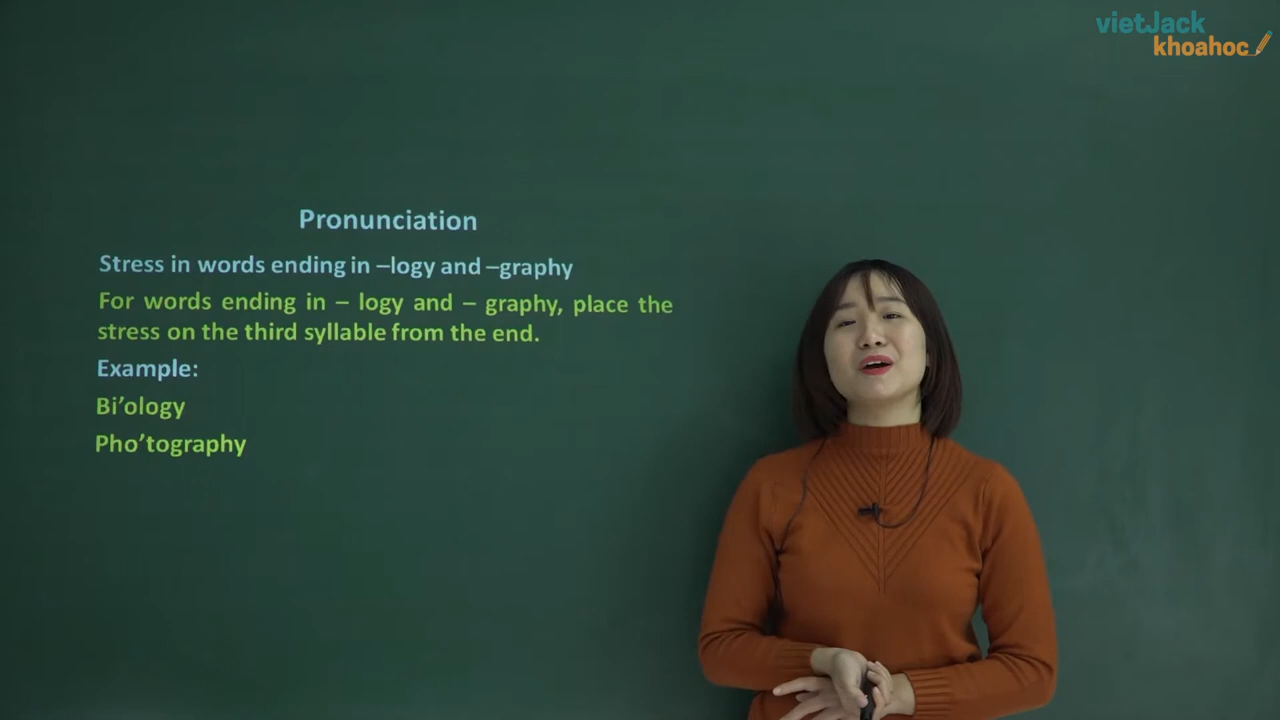 vietJack
khoahoc
Pronunciation
Stress in words ending in –logy and –graphy
For words ending in – logy and – graphy, place the
stress on the third syllable from the end.
Example:
Bi’ology
Pho’tography